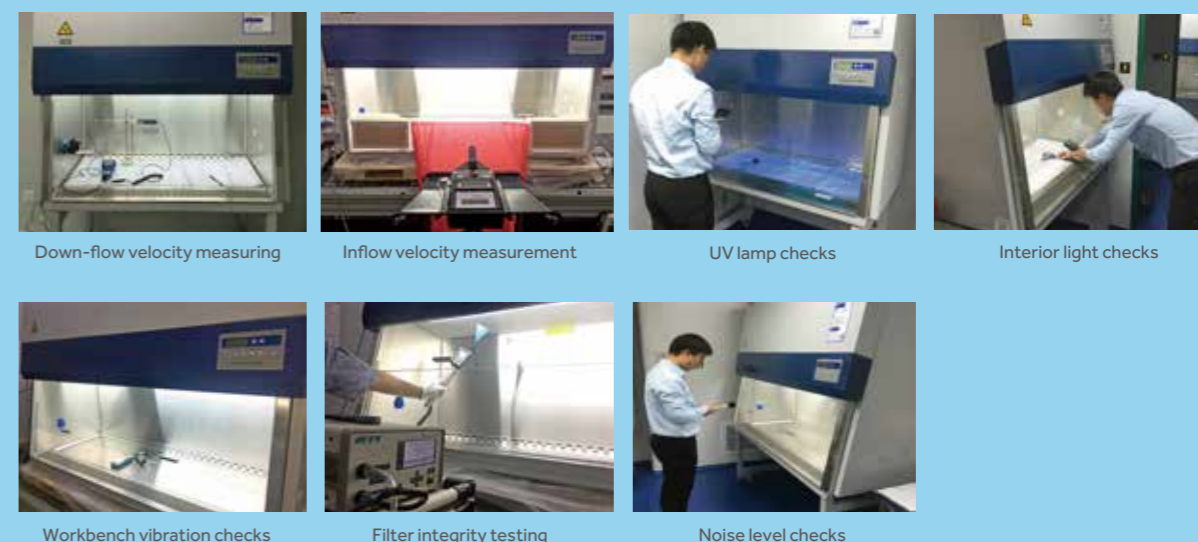 Down-flow velocity measuring
Inflow velocity measurement
UV lamp checks
Interior light checks
Workbench vibration checks
Filter integrity testing
Noise level checks